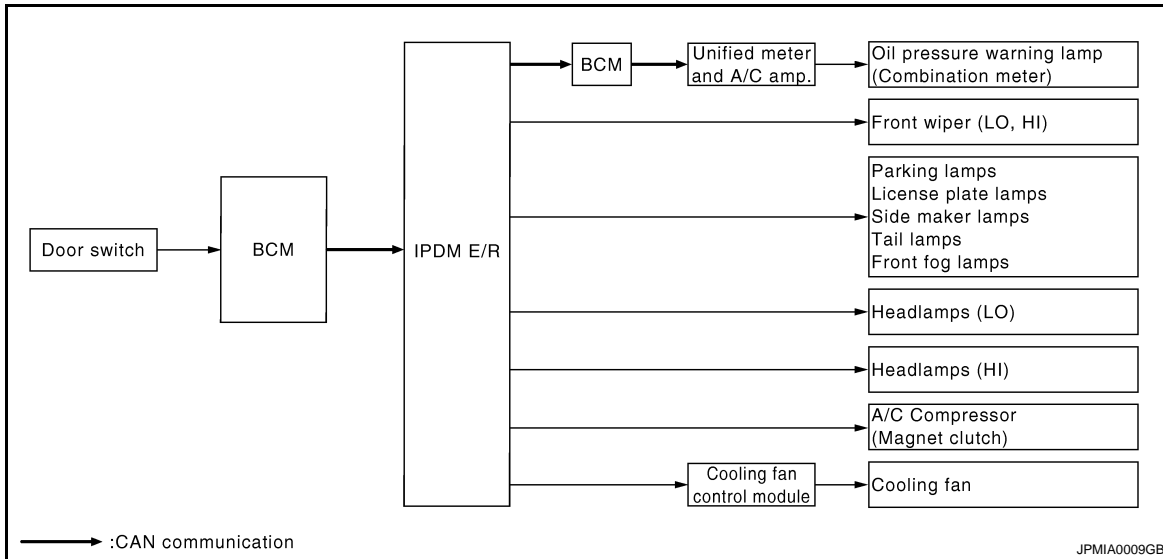 Door switch
BCM
IPDM E/R
BCM
Unified meter
and A/C amp.
Oil pressure warning lamp
(Combination meter)
Front wiper (LO, HI)
Parking lamps
License plate lamps
Side maker lamps
Tail lamps
Front fog lamps
Headlamps (LO)
Headlamps (HI)
A/C Compressor
(Magnet clutch)
Cooling fan
control module
Cooling fan
:CAN communication
JPMIA0009GB